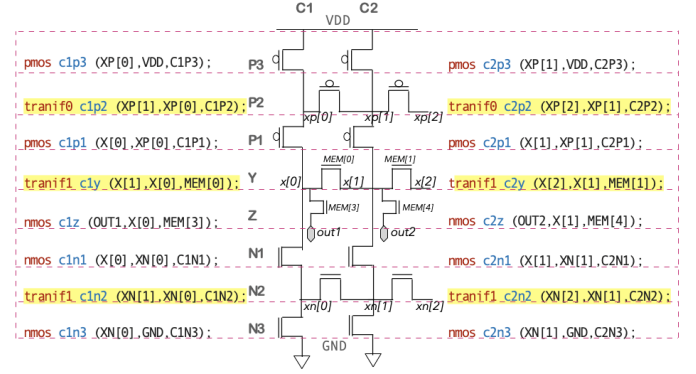 C1 C2
VDD
pmos c1p3 (XP[0],VDD,C1P3); P3 pmos c2p3 (XP[1],VDD,C2P3);
tranif0 c1p2 (XP[1],XP[0],C1P2); P2 tranif0 c2p2 (XP[2],XP[1],C2P2);
xp[0] xp[1] xp[2]
pmos c1p1 (X[0],XP[0],C1P1); P1 pmos c2p1 (X[1],XP[1],C2P1);
MEM[0] MEM[1]
tranif1 c1y (X[1],X[0],MEM[0]); Y x[0] x[1] x[2] tranif1 c2y (X[2],X[1],MEM[1]);
MEM[3] MEM[4]
nmos c1z (OUT1,X[0],MEM[3]); Z nmos c2z (OUT2,X[1],MEM[4]);
out1 out2
nmos c1n1 (X[0],XN[0],C1N1); N1 nmos c2n1 (X[1],XN[1],C2N1);
tranif1 c1n2 (XN[1],XN[0],C1N2); N2 tranif1 c2n2 (XN[2],XN[1],C2N2);
xn[0] xn[1] xn[2]
nmos c1n3 (XN[0],GND,C1N3); N3 nmos c2n3 (XN[1],GND,C2N3);
GND